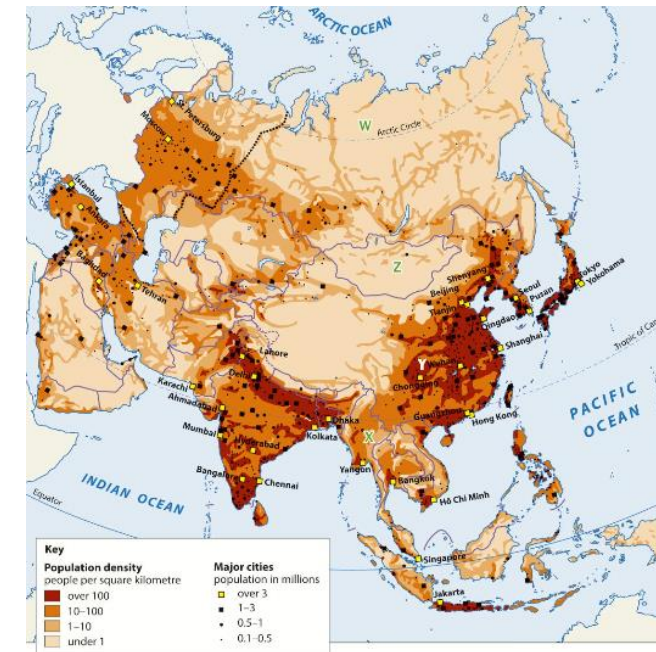 ARCTIC OCEAN
W
Arctic Circle
St. Petersburg
Moscow
Istanbul
Ankara
Baghdad
Tehran
Z
Shenyang
Beijing
Tianjin
Seoul
Pusan
Tokyo
Yokohama
Qingdao
Shanghai
Tropic of Can
Lahore
Delhi
Karachi
Ahmadabad
Y
Wuhan
Chongqing
Guangzhou
Hong Kong
PACIFIC
OCEAN
Mumbai
Hyderabad
Kolkata
Dhaka
X
Yangon
Bangkok
Hô Chi Minh
Bangalo
Chennai
INDIAN OCEAN
Equator
Singapore
Jakarta
Key
Population density
people per square kilometre
over 100
10–100
1–10
under 1
Major cities
population in millions
over 3
1–3
0.5–1
0.1–0.5